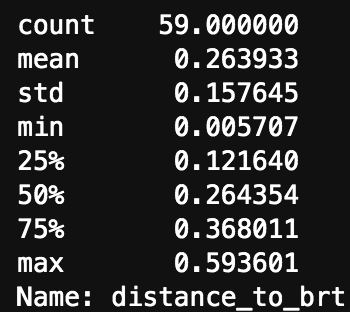 count 59.000000
mean 0.263933
std 0.157645
min 0.005707
25% 0.121640
50% 0.264354
75% 0.368011
max 0.593601
Name: distance_to_brt